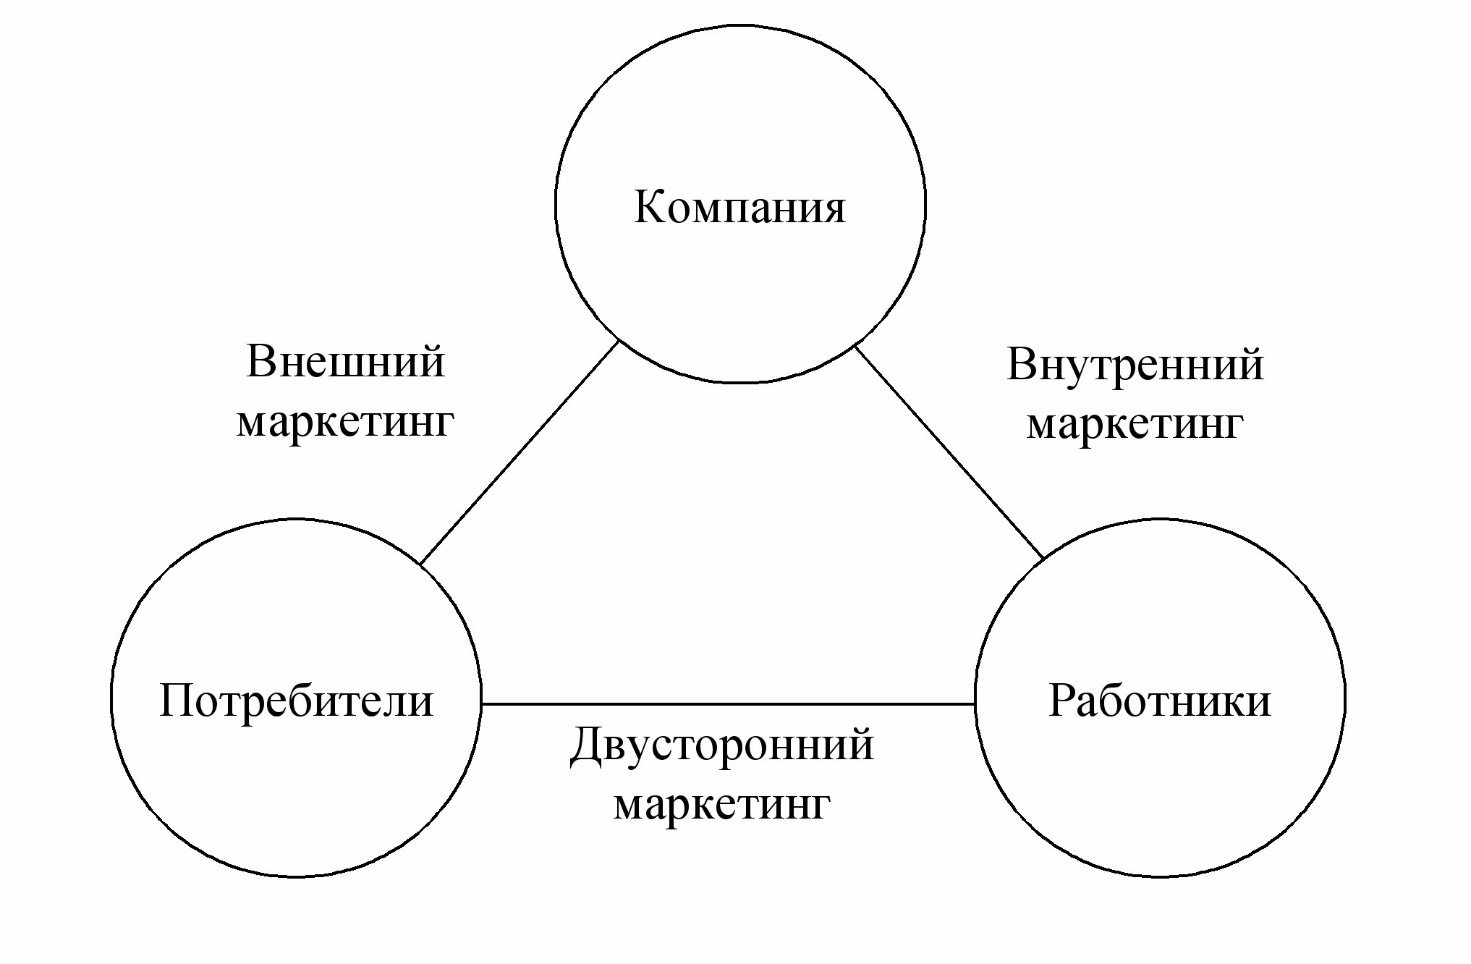 Компания
Внешний
маркетинг
Внутренний
маркетинг
Потребители
Работники
Двусторонний
маркетинг